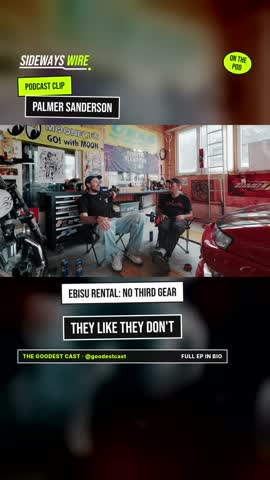 SIDEWAYS WIRE.
ON THE
POD
PODCAST CLIP
PALMER SANDERSON
MOONEYES
GO! with MOON
EBISU RENTAL: NO THIRD GEAR
THEY LIKE THEY DON'T
THE GOODEST CAST · @goodestcast
FULL EP IN BIO